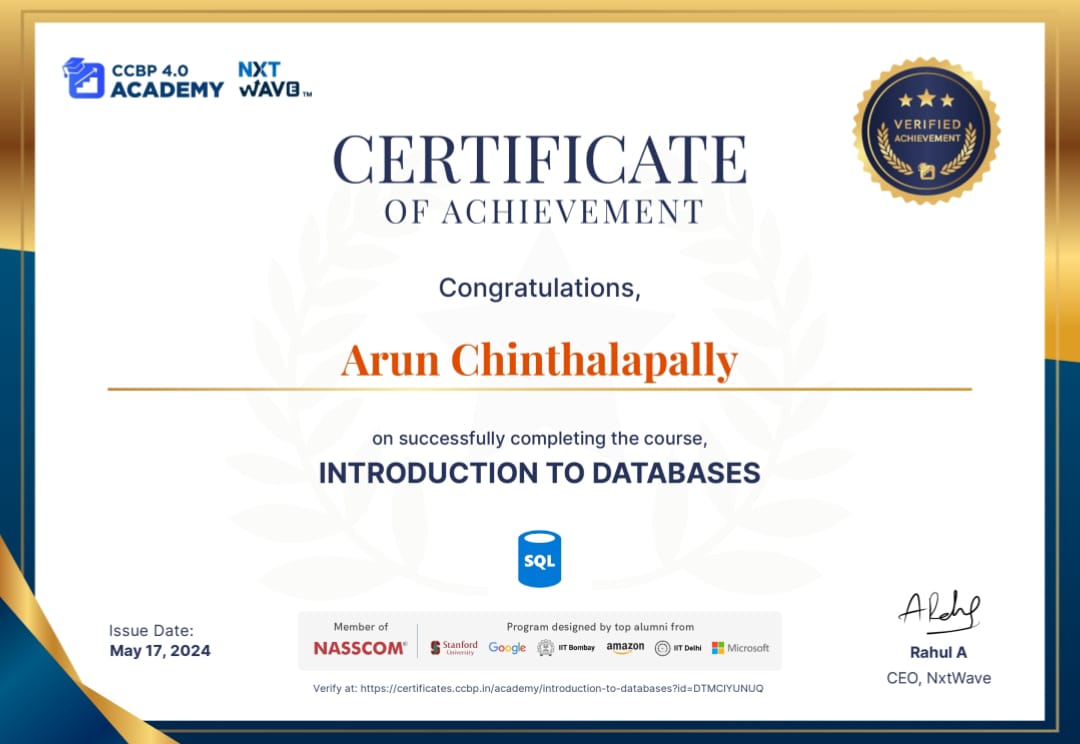 CCBP 4.0
ACADEMY
NXT
WAVE™
VERIFIED
ACHIEVEMENT
CERTIFICATE
OF ACHIEVEMENT
Congratulations,
Arun Chinthalapally
on successfully completing the course,
INTRODUCTION TO DATABASES
SQL
Issue Date:
May 17, 2024
Member of
NASSCOM®
Program designed by top alumni from
Stanford
University
Google
IIT Bombay
amazon
IIT Delhi
Microsoft
Verify at: https://certificates.ccbp.in/academy/introduction-to-databases?id=DTMCIYUNUQ
Rahul A
CEO, NxtWave